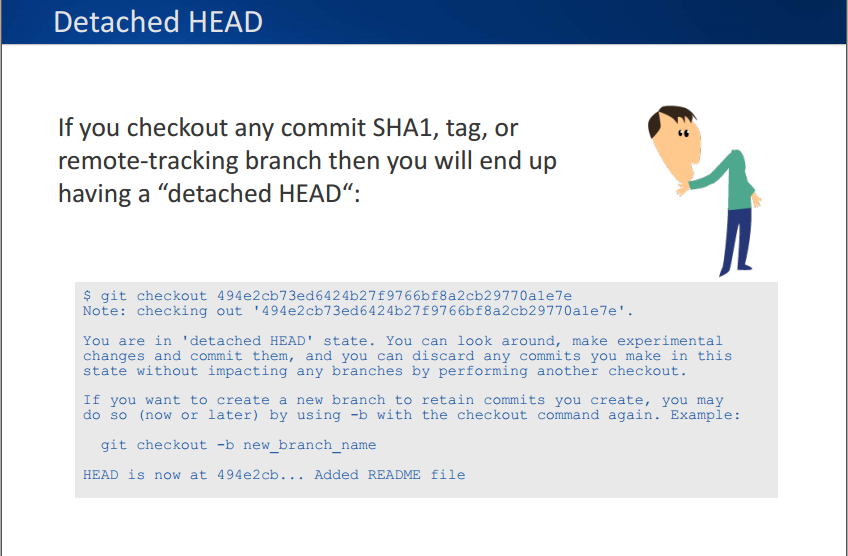 Detached HEAD
If you checkout any commit SHA1, tag, or
remote-tracking branch then you will end up
having a “detached HEAD“:
$ git checkout 494e2cb73ed6424b27f9766bf8a2cb29770a1e7e
Note: checking out '494e2cb73ed6424b27f9766bf8a2cb29770a1e7e'.
You are in 'detached HEAD' state. You can look around, make experimental
changes and commit them, and you can discard any commits you make in this
state without impacting any branches by performing another checkout.
If you want to create a new branch to retain commits you create, you may
do so (now or later) by using -b with the checkout command again. Example:
git checkout -b new_branch_name
HEAD is now at 494e2cb... Added README file